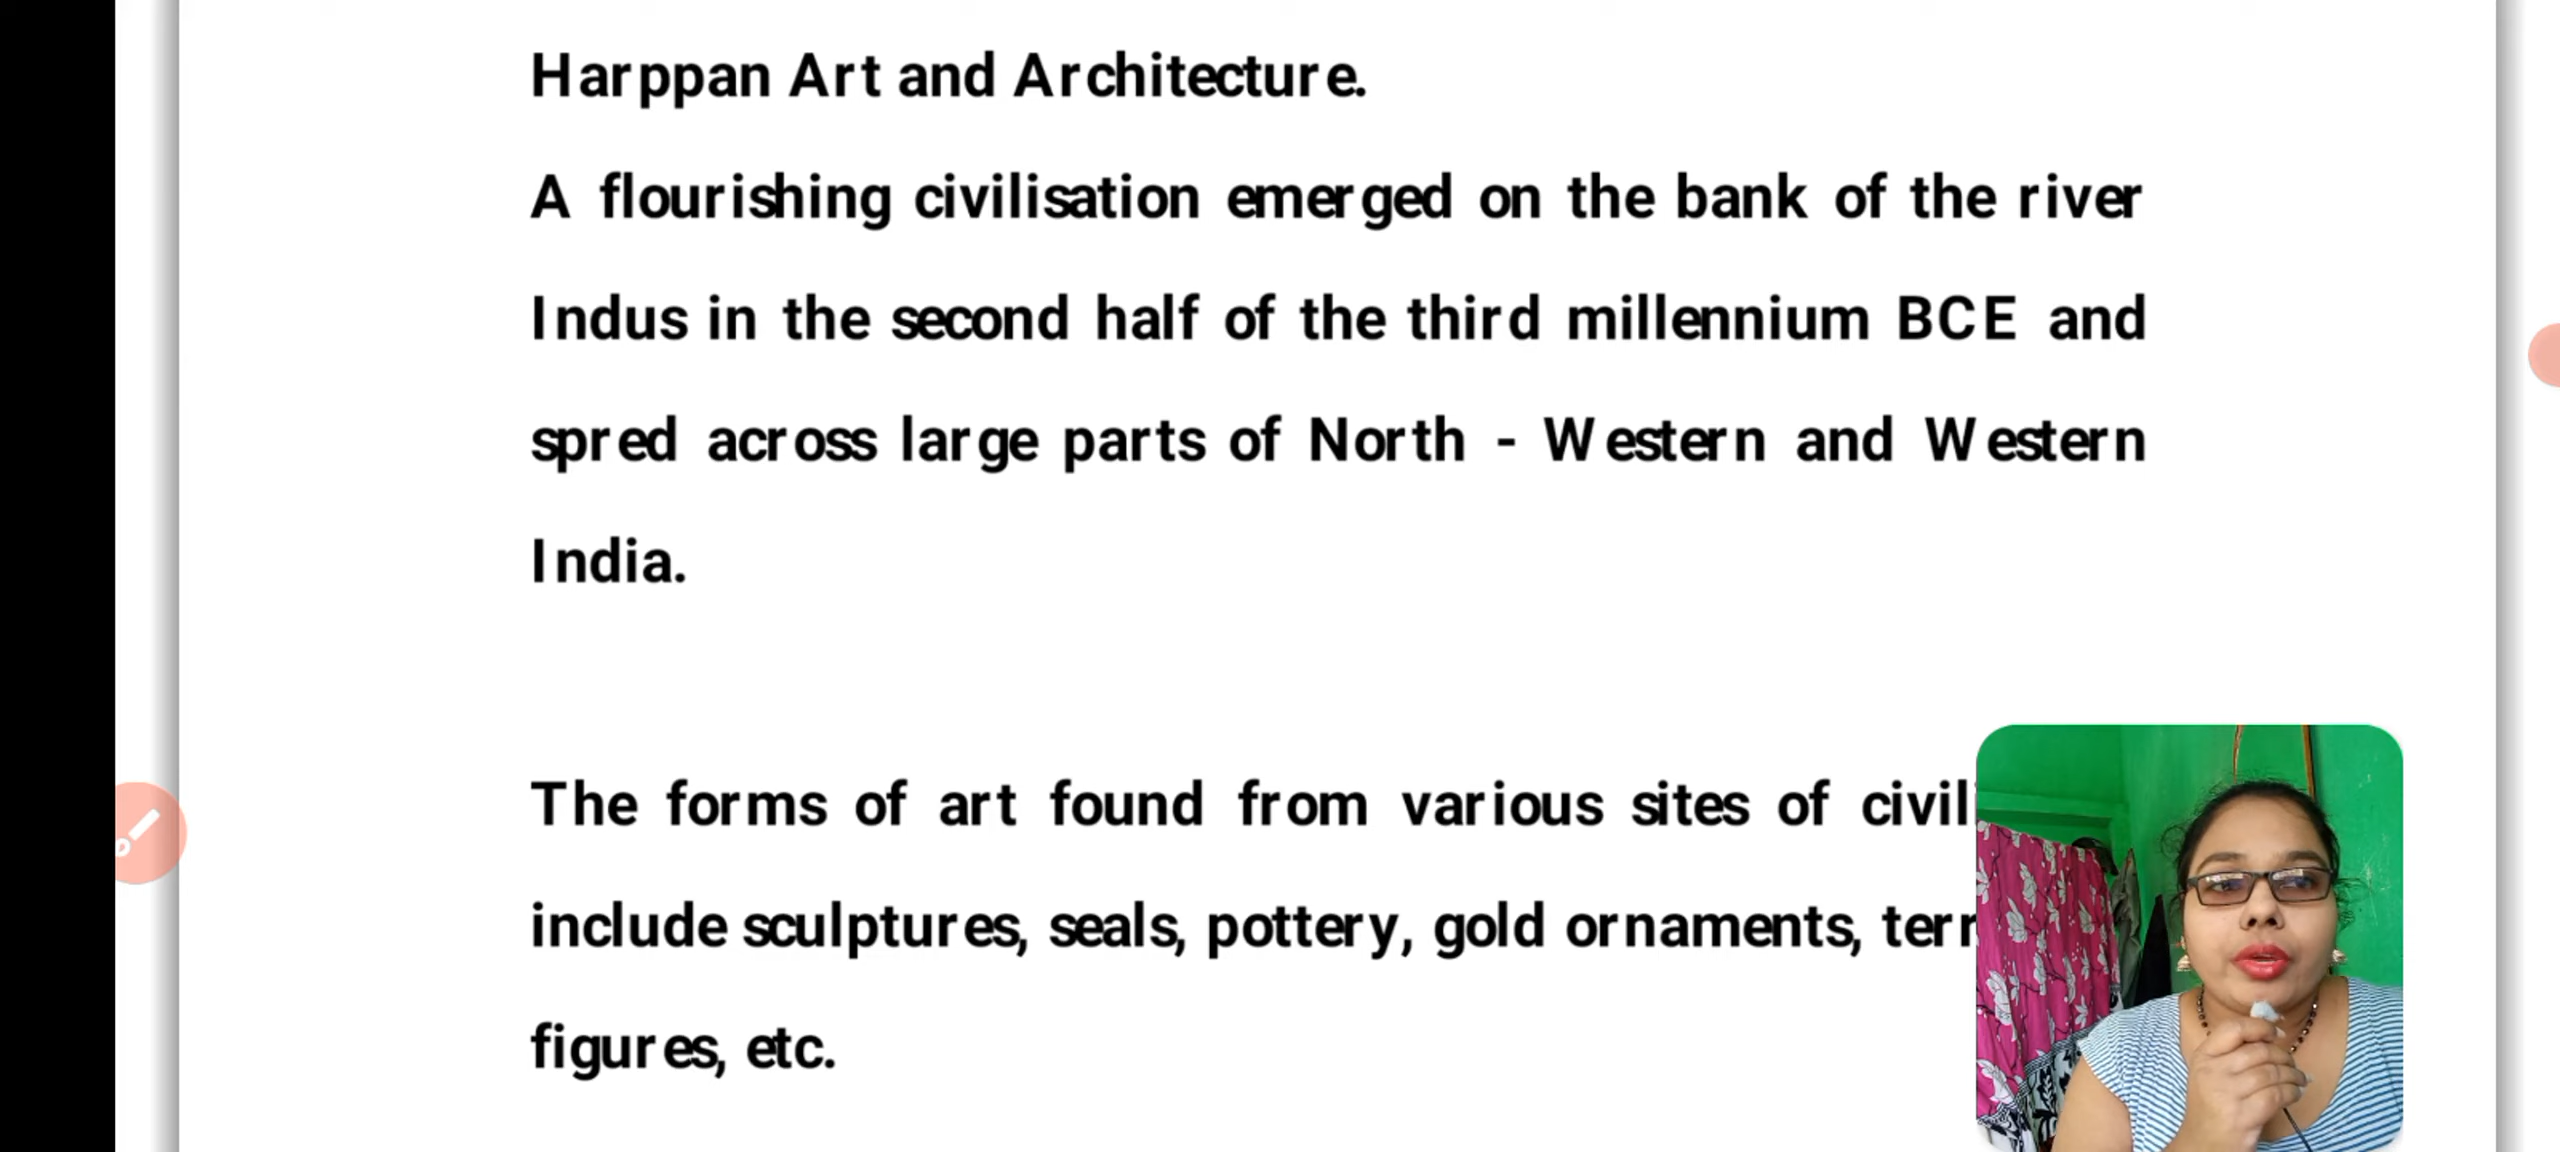 Harppan Art and Architecture.
A flourishing civilisation emerged on the bank of the river
Indus in the second half of the third millennium BCE and
spred across large parts of North - Western and Western
India.
The forms of art found from various sites of
include sculptures, seals, pottery, gold ornaments,
figures, etc.